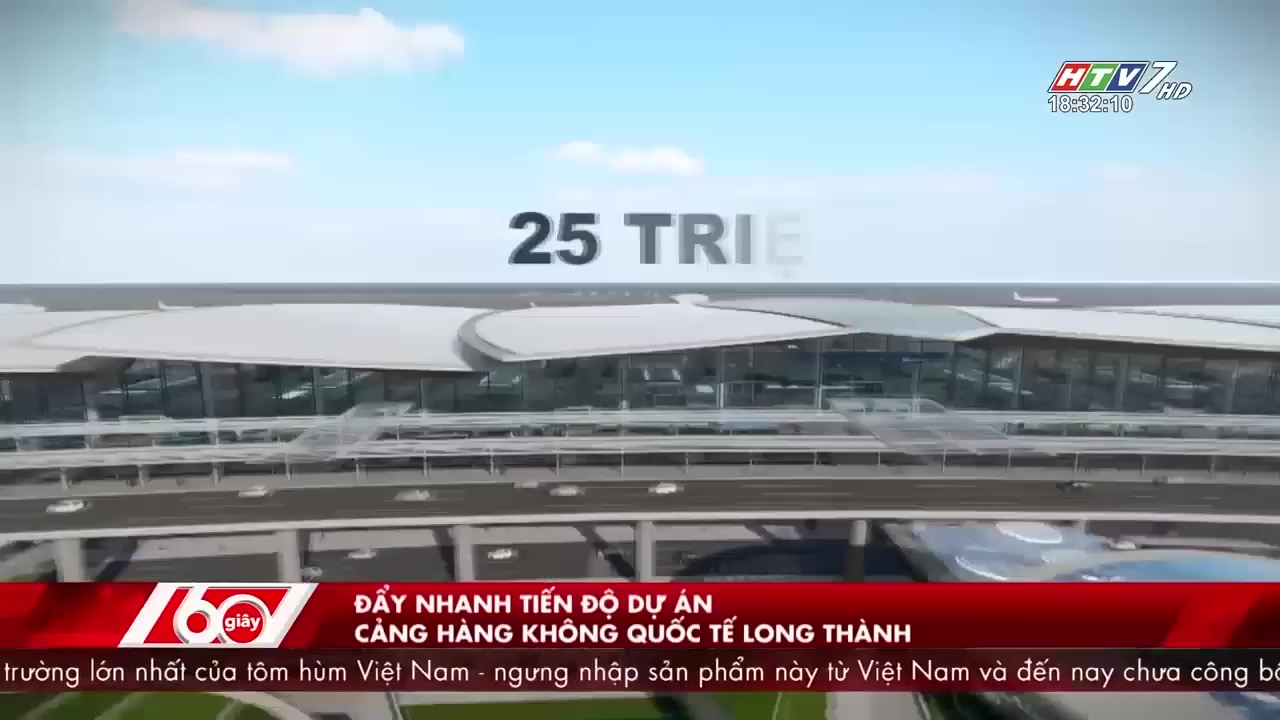 HTV7 HD
18:32:10
25 TRIỆ
60 giây
ĐẨY NHANH TIẾN ĐỘ DỰ ÁN
CẢNG HÀNG KHÔNG QUỐC TẾ LONG THÀNH
trường lớn nhất của tôm hùm Việt Nam - ngưng nhập sản phẩm này từ Việt Nam và đến nay chưa công